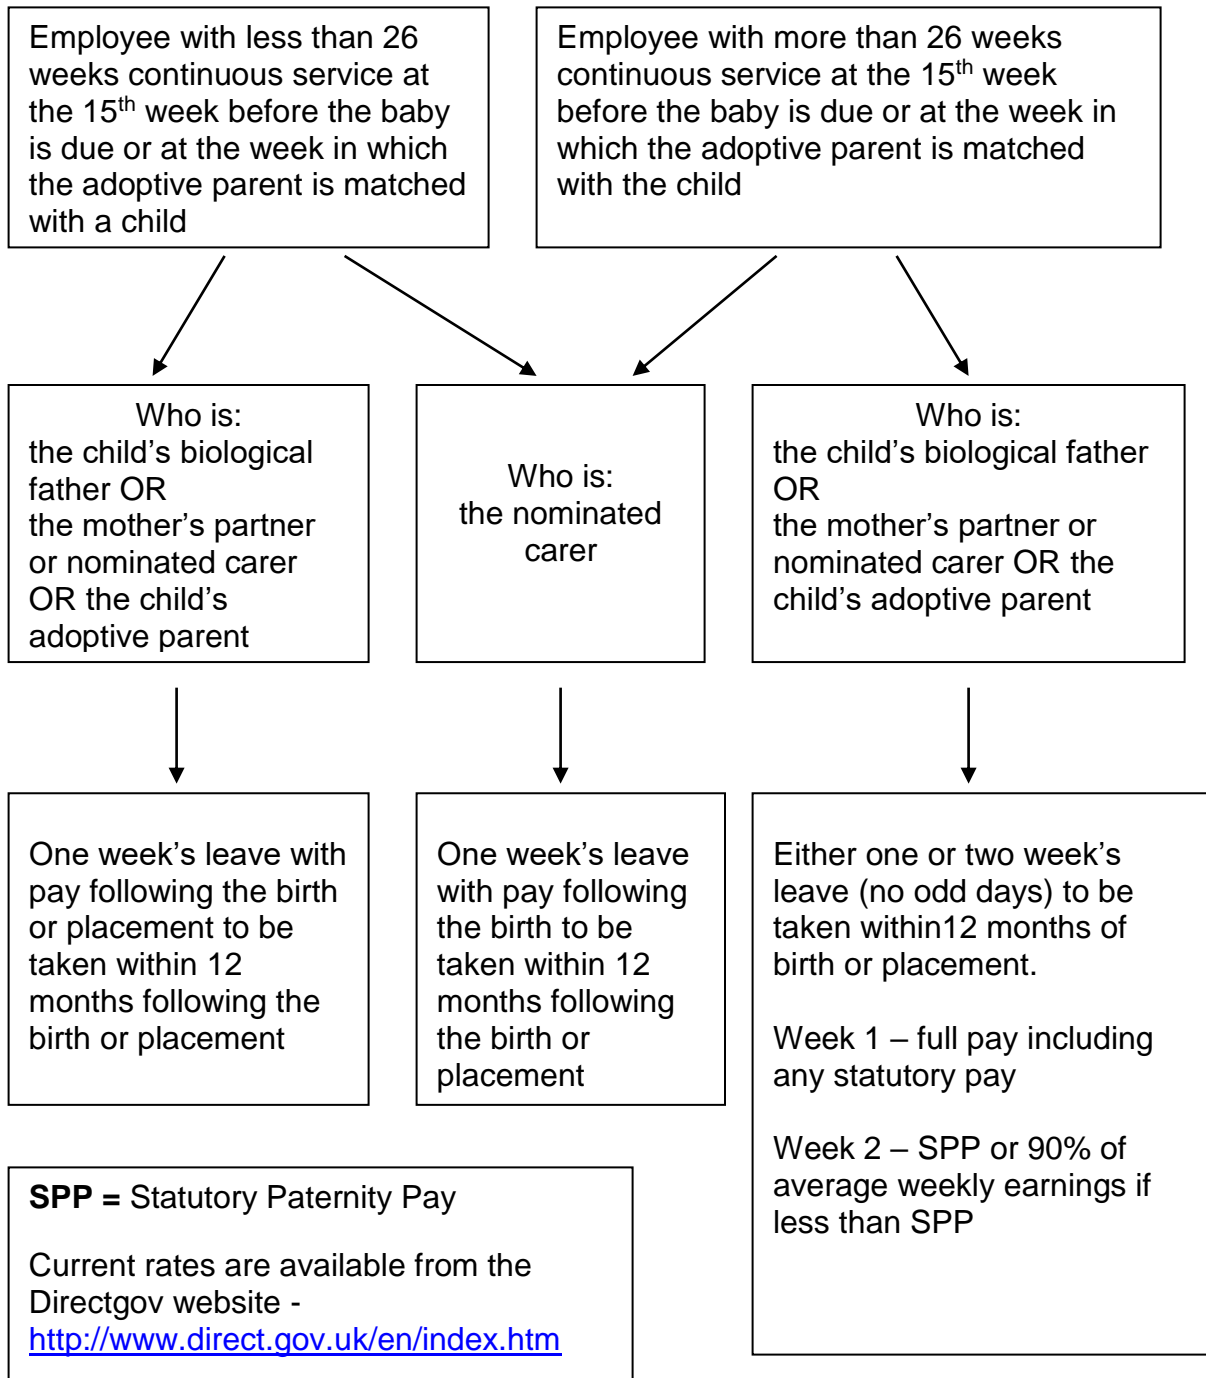 Employee with less than 26
weeks continuous service at
the 15th week before the baby
is due or at the week in which
the adoptive parent is matched
with a child
Employee with more than 26 weeks
continuous service at the 15th week
before the baby is due or at the week in
which the adoptive parent is matched
with the child
Who is:
the child’s biological
father OR
the mother’s partner
or nominated carer
OR the child’s
adoptive parent
Who is:
the nominated
carer
Who is:
the child’s biological father
OR
the mother’s partner or
nominated carer OR the
child’s adoptive parent
One week’s leave with
pay following the birth
or placement to be
taken within 12
months following the
birth or placement
One week’s leave
with pay following
the birth to be
taken within 12
months following
the birth or
placement
Either one or two week’s
leave (no odd days) to be
taken within12 months of
birth or placement.
Week 1 – full pay including
any statutory pay
Week 2 – SPP or 90% of
average weekly earnings if
less than SPP
SPP = Statutory Paternity Pay
Current rates are available from the
Directgov website -
http://www.direct.gov.uk/en/index.htm